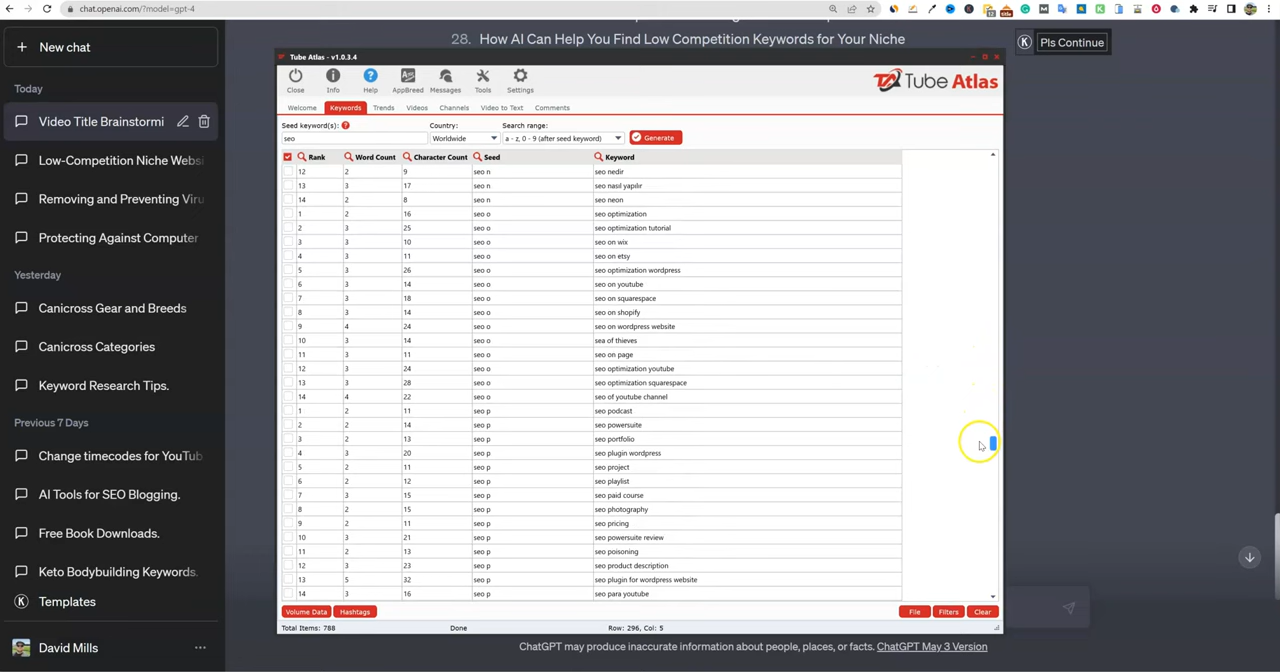 chat.openai.com/?model=gpt-4
New chat
Today
Video Title Brainstormi
Low-Competition Niche Websi
Removing and Preventing Viru
Protecting Against Computer
Yesterday
Canicross Gear and Breeds
Canicross Categories
Keyword Research Tips.
Previous 7 Days
Change timecodes for YouTub
AI Tools for SEO Blogging.
Free Book Downloads.
Keto Bodybuilding Keywords.
Templates
David Mills
28. How AI Can Help You Find Low Competition Keywords for Your Niche
Pls Continue
Tube Atlas - v1.0.3.4
Close Info Help AppBreed Messages Tools Settings
Tube Atlas
Welcome Keywords Trends Videos Channels Video to Text Comments
Seed keyword(s): Country: Search range:
seo Worldwide a - z, 0 - 9 (after seed keyword) Generate
Rank Word Count Character Count Seed Keyword
12 2 9 seo n seo nedir
13 3 17 seo n seo nasıl yapılır
14 2 8 seo n seo neon
1 2 16 seo o seo optimization
2 3 25 seo o seo optimization tutorial
3 3 10 seo o seo on wix
4 3 11 seo o seo on etsy
5 3 26 seo o seo optimization wordpress
6 3 14 seo o seo on youtube
7 3 18 seo o seo on squarespace
8 3 14 seo o seo on shopify
9 4 24 seo o seo on wordpress website
10 3 14 seo o sea of thieves
11 3 11 seo o seo on page
12 3 24 seo o seo optimization youtube
13 3 28 seo o seo optimization squarespace
14 4 22 seo o seo of youtube channel
1 2 11 seo p seo podcast
2 2 14 seo p seo powersuite
3 2 13 seo p seo portfolio
4 3 20 seo p seo plugin wordpress
5 2 11 seo p seo project
6 2 12 seo p seo playlist
7 3 15 seo p seo paid course
8 2 15 seo p seo photography
9 2 11 seo p seo pricing
10 3 21 seo p seo powersuite review
11 2 13 seo p seo poisoning
12 3 23 seo p seo product description
13 5 32 seo p seo plugin for wordpress website
14 3 16 seo p seo para youtube
Volume Data Hashtags File Filters Clear
Total Items: 788 Done Row: 296, Col: 5
ChatGPT may produce inaccurate information about people, places, or facts. ChatGPT May 3 Version